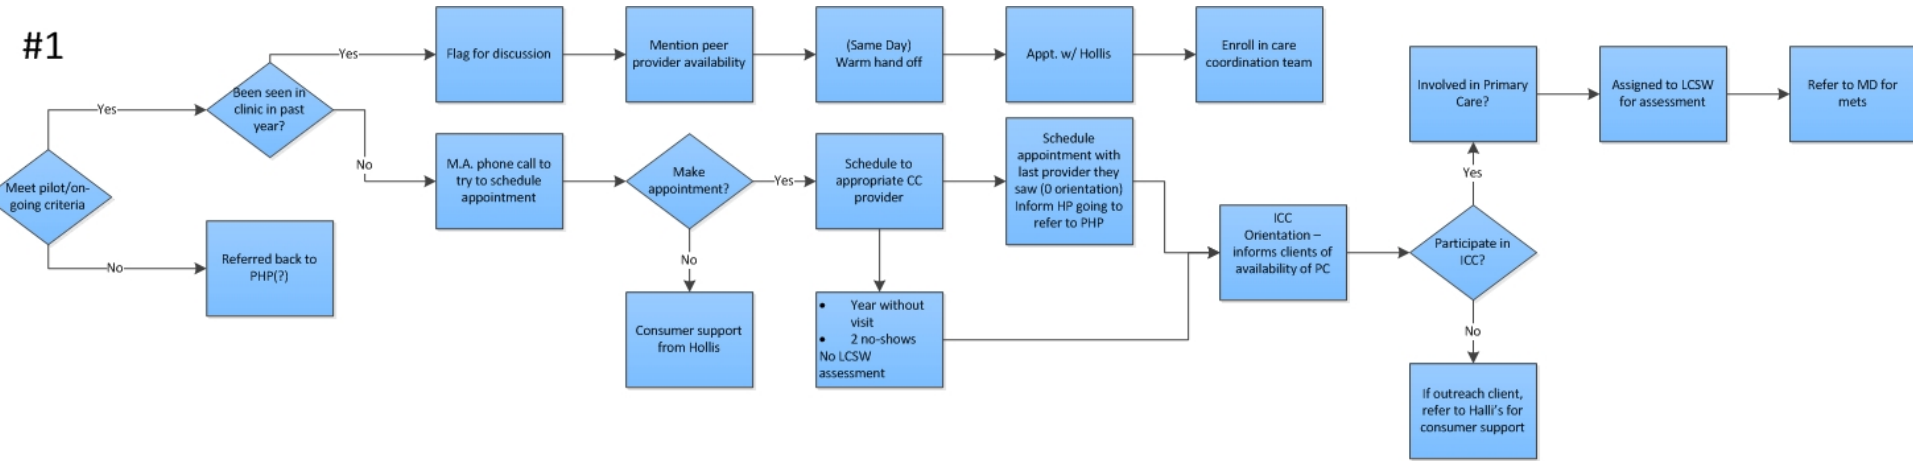 #1
Meet pilot/on-
going criteria
Yes
No
Been seen in
clinic in past
year?
Yes
No
Referred back to
PHP(?)
Flag for discussion
Mention peer
provider availability
(Same Day)
Warm hand off
Appt. w/ Hollis
Enroll in care
coordination team
M.A. phone call to
try to schedule
appointment
Make
appointment?
Yes
No
Consumer support
from Hollis
Schedule to
appropriate CC
provider
• Year without
visit
• 2 no-shows
No LCSW
assessment
Schedule
appointment with
last provider they
saw (0 orientation)
Inform HP going to
refer to PHP
ICC
Orientation –
informs clients of
availability of PC
Participate in
ICC?
Yes
No
Involved in Primary
Care?
Assigned to LCSW
for assessment
Refer to MD for
mets
If outreach client,
refer to Halli's for
consumer support